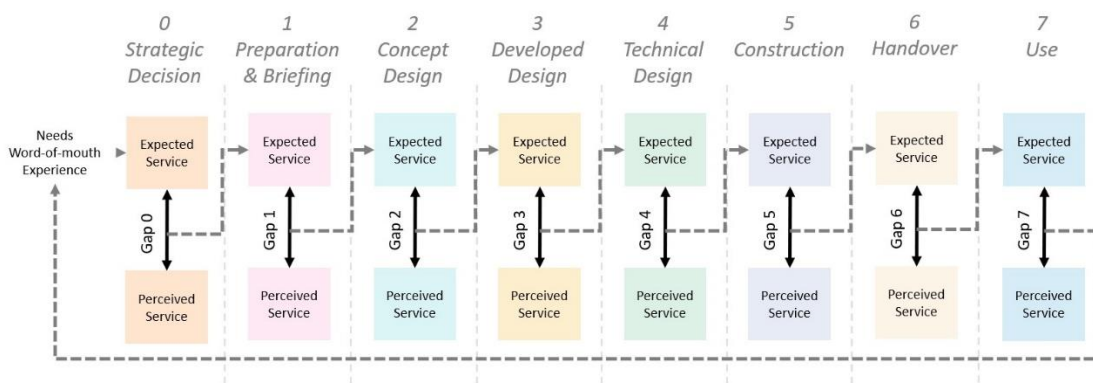 0
Strategic
Decision
1
Preparation
& Briefing
2
Concept
Design
3
Developed
Design
4
Technical
Design
5
Construction
6
Handover
7
Use
Needs
Word-of-mouth
Experience
Expected
Service
Expected
Service
Expected
Service
Expected
Service
Expected
Service
Expected
Service
Expected
Service
Expected
Service
Gap 0
Gap 1
Gap 2
Gap 3
Gap 4
Gap 5
Gap 6
Gap 7
Perceived
Service
Perceived
Service
Perceived
Service
Perceived
Service
Perceived
Service
Perceived
Service
Perceived
Service
Perceived
Service